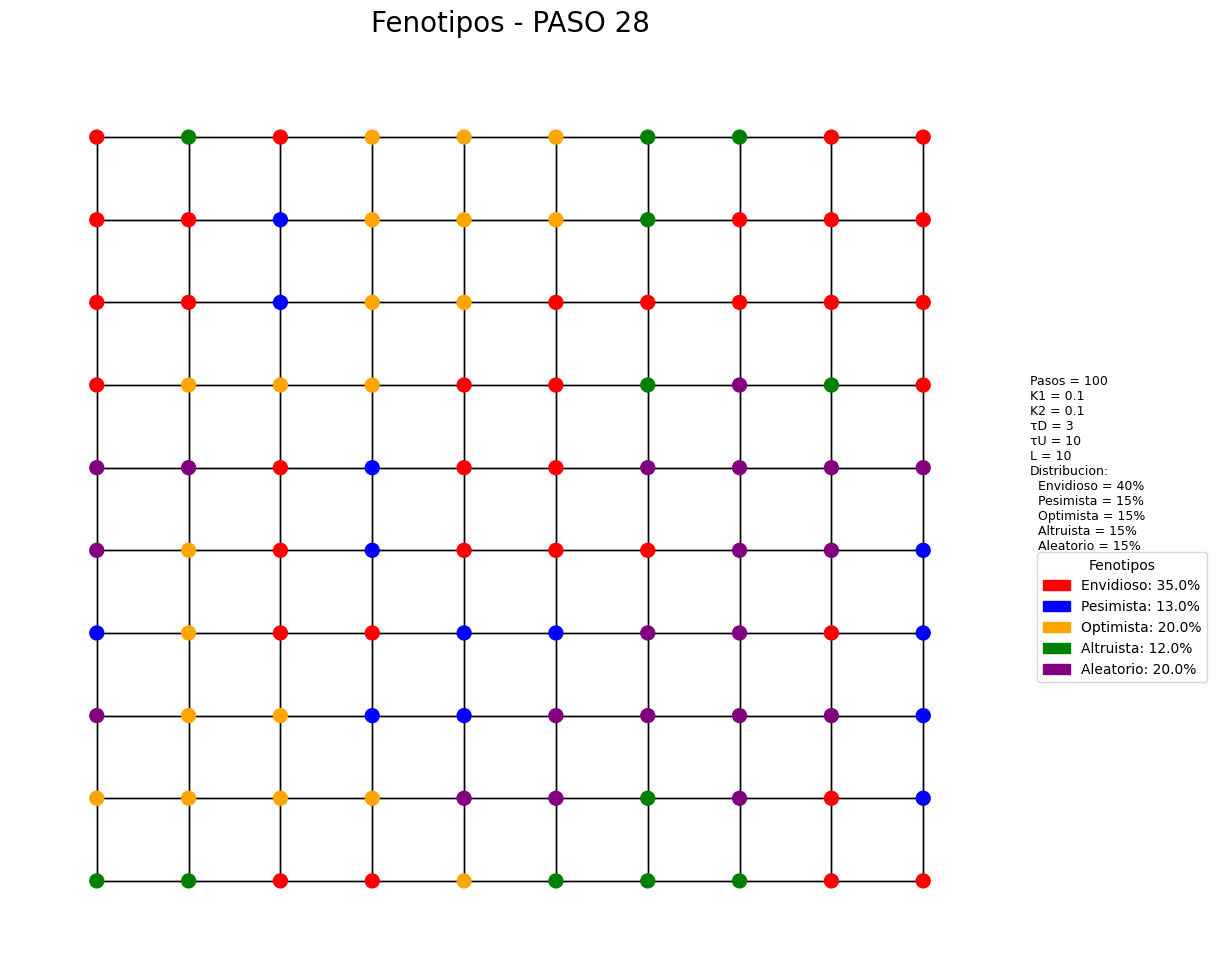 Fenotipos - PASO 28
Pasos = 100
K1 = 0.1
K2 = 0.1
τD = 3
τU = 10
L = 10
Distribucion:
Envidioso = 40%
Pesimista = 15%
Optimista = 15%
Altruista = 15%
Aleatorio = 15%
Fenotipos
Envidioso: 35.0%
Pesimista: 13.0%
Optimista: 20.0%
Altruista: 12.0%
Aleatorio: 20.0%